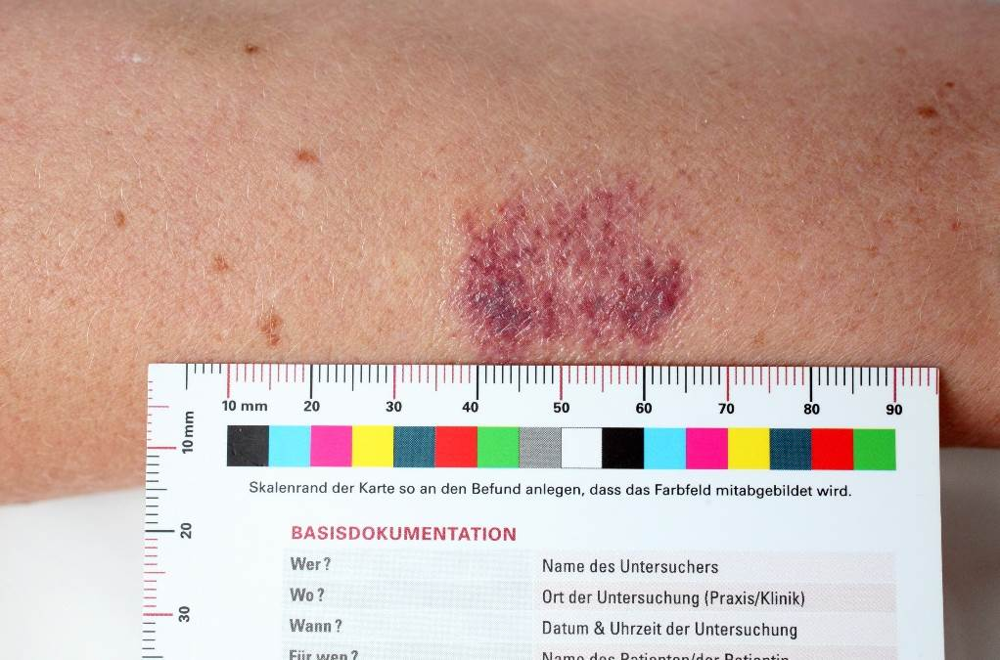 10 mm 20 30 40 50 60 70 80 90
10 mm
20
30
Skalenrand der Karte so an den Befund anlegen, dass das Farbfeld mitabgebildet wird.
BASISDOKUMENTATION
Wer? Name des Untersuchers
Wo? Ort der Untersuchung (Praxis/Klinik)
Wann? Datum & Uhrzeit der Untersuchung
Für wen? Name des Patienten/der Patientin